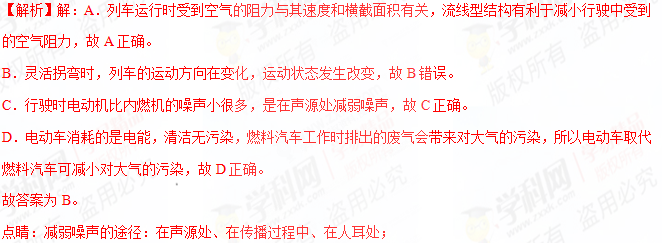 【解析】解：A．列车运行时受到空气的阻力与其速度和横截面积有关，流线型结构有利于减小行驶中受到
的空气阻力，故 A 正确。
B．灵活拐弯时，列车的运动方向在变化，运动状态发生改变，故 B 错误。
C．行驶时电动机比内燃机的噪声小很多，是在声源处减弱噪声，故 C 正确。
D．电动车消耗的是电能，清洁无污染，燃料汽车工作时排出的废气会带来对大气的污染，所以电动车取代
燃料汽车可减小对大气的污染，故 D 正确。
故答案为 B。
点睛：减弱噪声的途径：在声源处、在传播过程中、在人耳处；